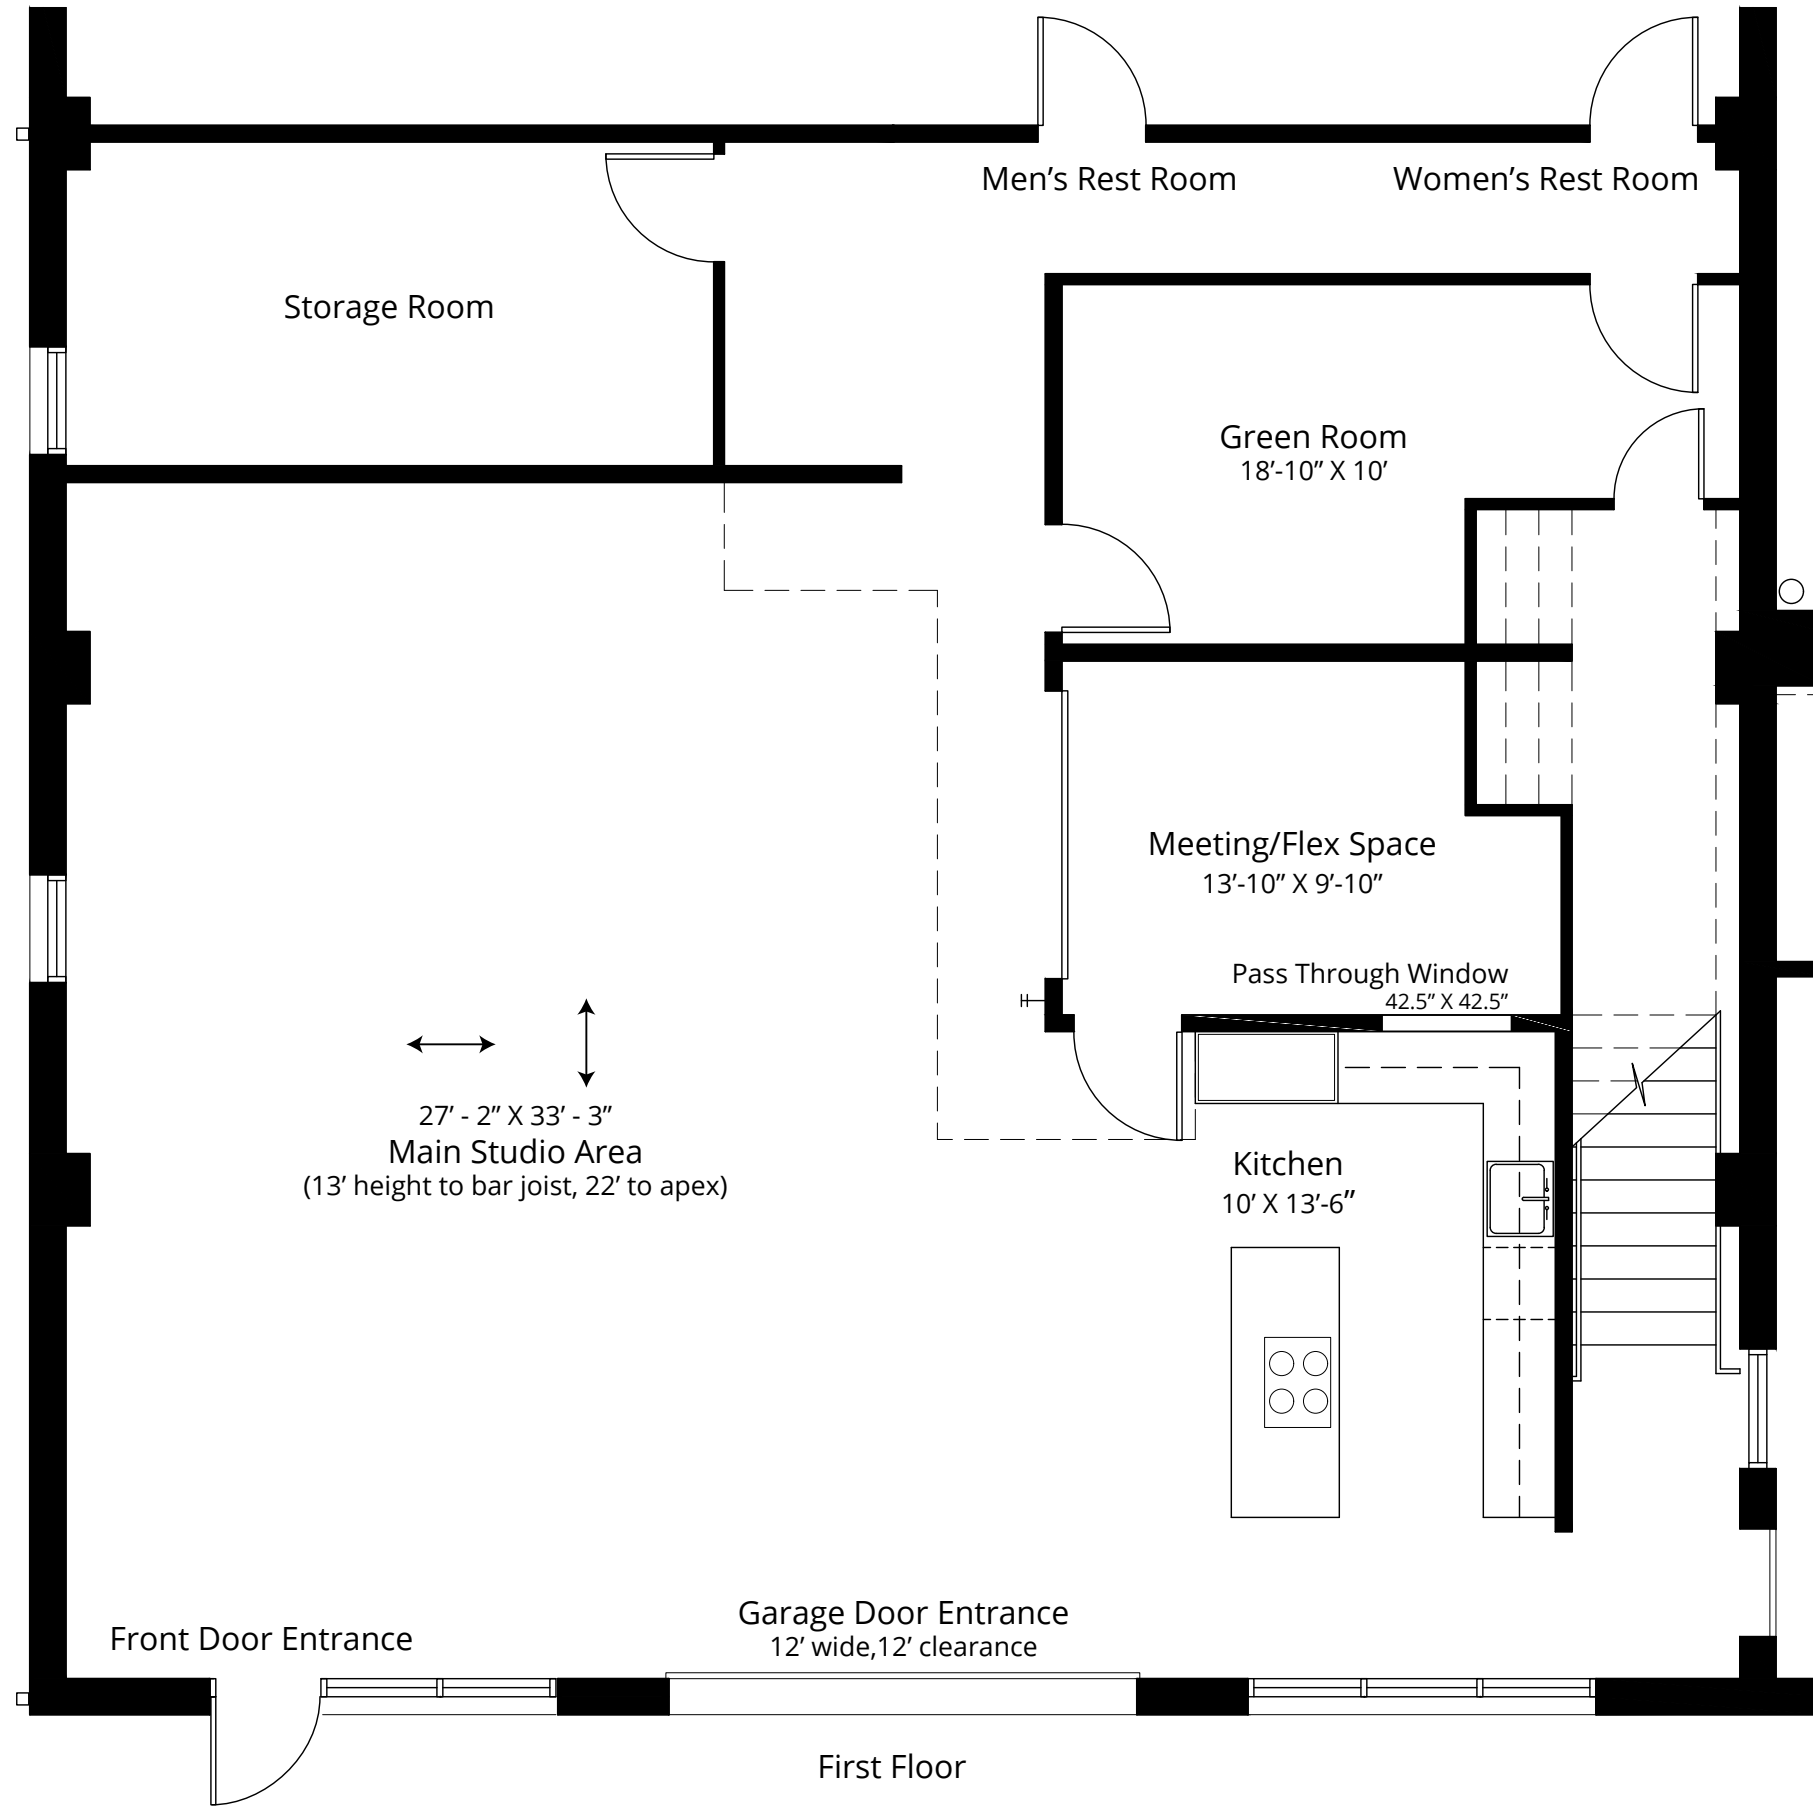 Men’s Rest Room
Women’s Rest Room
Storage Room
Green Room
18’-10” X 10’
Meeting/Flex Space
13’-10” X 9’-10”
Pass Through Window
42.5” X 42.5”
27’ - 2” X 33’ - 3”
Main Studio Area
(13’ height to bar joist, 22’ to apex)
Kitchen
10’ X 13’-6”
Garage Door Entrance
12’ wide,12’ clearance
Front Door Entrance
First Floor